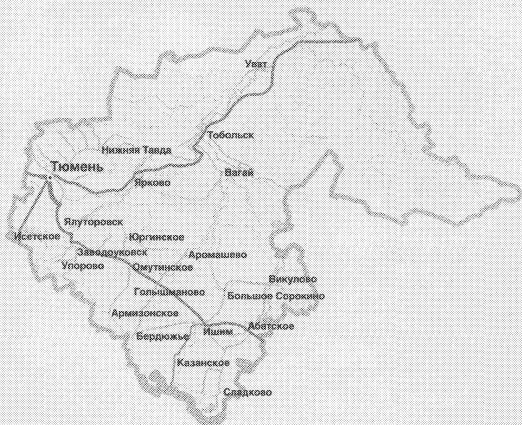 Уват
Тобольск
Нижняя Тавда
Тюмень
Вагай
Ярково
Ялуторовск
Исетское
Юргинское
Заводоуковск
Аромашево
Упорово
Омутинское
Викулово
Голышманово
Большое Сорокино
Армизонское
Абатское
Бердюжье
Ишим
Казанское
Сладково